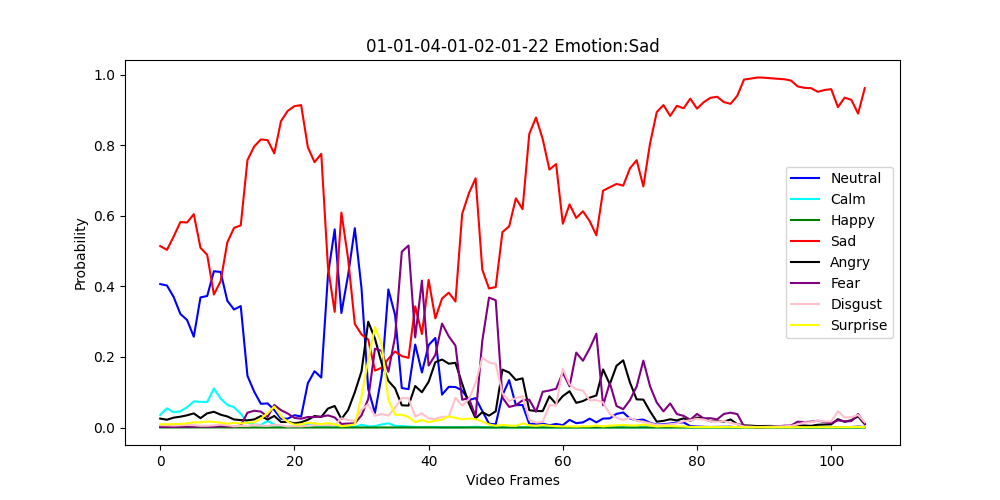 01-01-04-01-02-01-22 Emotion:Sad
1.0
0.8
0.6
0.4
0.2
0.0
Probability
0 20 40 60 80 100
Video Frames
Neutral
Calm
Happy
Sad
Angry
Fear
Disgust
Surprise